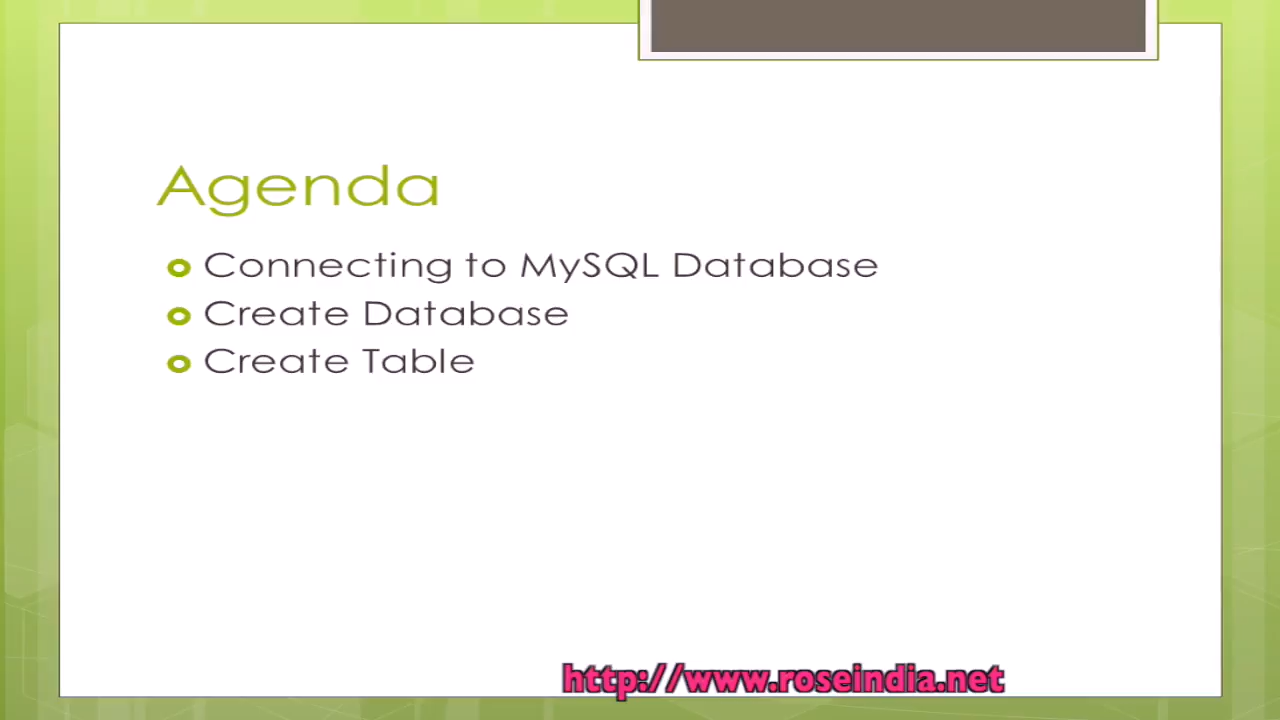 Agenda
Connecting to MySQL Database
Create Database
Create Table
http://www.roseindia.net